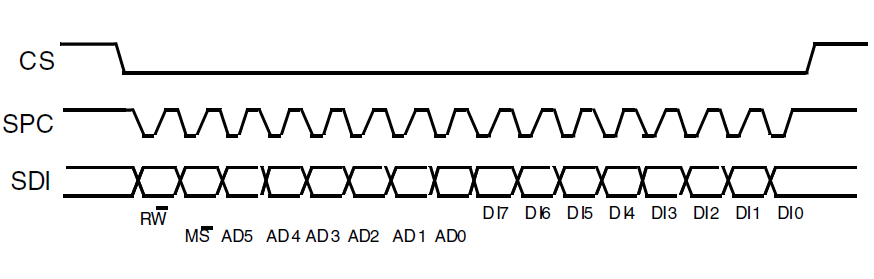 CS
SPC
SDI
RW̅ DI7 DI6 DI5 DI4 DI3 DI2 DI1 DI0
MS̅ AD5 AD4 AD3 AD2 AD1 AD0